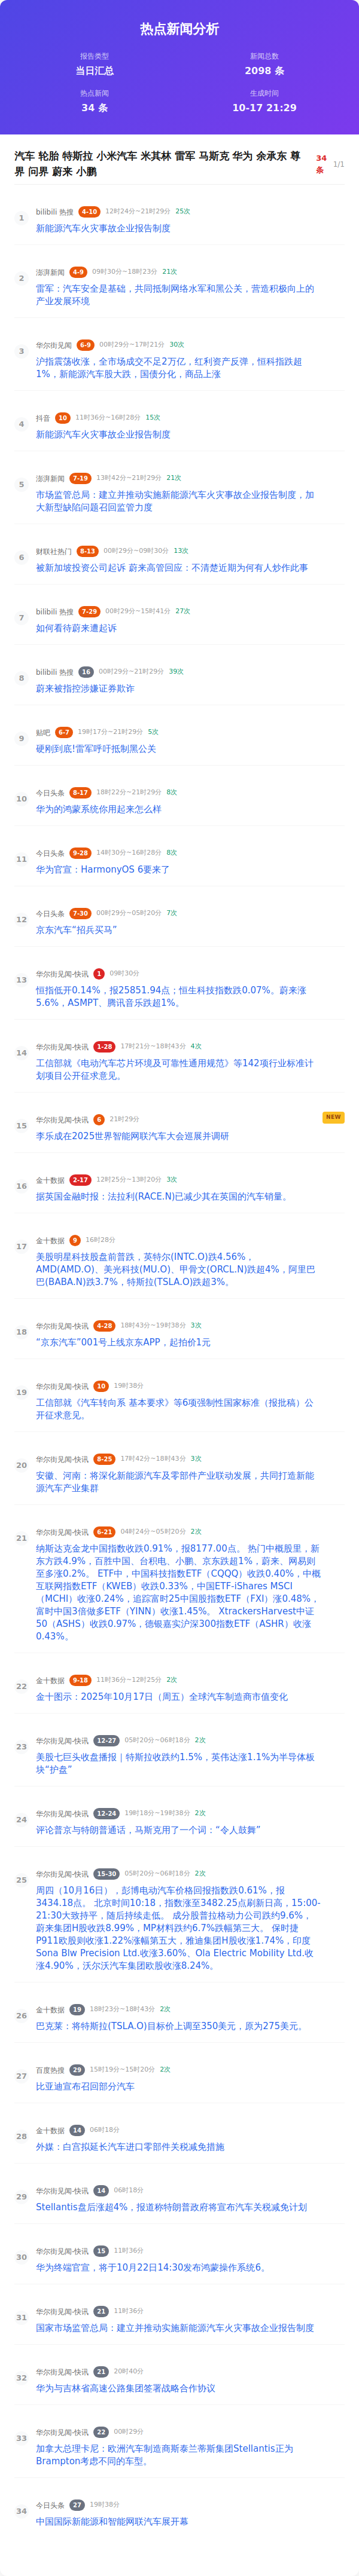 热点新闻分析
报告类型
当日汇总
新闻总数
2098 条
热点新闻
34 条
生成时间
10-17 21:29
汽车 轮胎 特斯拉 小米汽车 米其林 雷军 马斯克 华为 余承东 尊
界 问界 蔚来 小鹏
34
条
1/1
1
bilibili 热搜 4-10 12时24分~21时29分 25次
新能源汽车火灾事故企业报告制度
2
澎湃新闻 4-9 09时30分~18时23分 21次
雷军：汽车安全是基础，共同抵制网络水军和黑公关，营造积极向上的
产业发展环境
3
华尔街见闻 6-9 00时29分~17时21分 30次
沪指震荡收涨，全市场成交不足2万亿，红利资产反弹，恒科指跌超
1%，新能源汽车股大跌，国债分化，商品上涨
4
抖音 10 11时36分~16时28分 15次
新能源汽车火灾事故企业报告制度
5
澎湃新闻 7-19 13时42分~21时29分 21次
市场监管总局：建立并推动实施新能源汽车火灾事故企业报告制度，加
大新型缺陷问题召回监管力度
6
财联社热门 8-13 00时29分~09时30分 13次
被新加坡投资公司起诉 蔚来高管回应：不清楚近期为何有人炒作此事
7
bilibili 热搜 7-29 00时29分~15时41分 27次
如何看待蔚来遭起诉
8
bilibili 热搜 16 00时29分~21时29分 39次
蔚来被指控涉嫌证券欺诈
9
贴吧 6-7 19时17分~21时29分 5次
硬刚到底!雷军呼吁抵制黑公关
10
今日头条 8-17 18时22分~21时29分 8次
华为的鸿蒙系统你用起来怎么样
11
今日头条 9-28 14时30分~16时28分 8次
华为官宣：HarmonyOS 6要来了
12
今日头条 7-30 00时29分~05时20分 7次
京东汽车“招兵买马”
13
华尔街见闻-快讯 1 09时30分
恒指低开0.14%，报25851.94点；恒生科技指数跌0.07%。蔚来涨
5.6%，ASMPT、腾讯音乐跌超1%。
14
华尔街见闻-快讯 1-28 17时21分~18时43分 4次
工信部就《电动汽车芯片环境及可靠性通用规范》等142项行业标准计
划项目公开征求意见。
15
华尔街见闻-快讯 6 21时29分
NEW
李乐成在2025世界智能网联汽车大会巡展并调研
16
金十数据 2-17 12时25分~13时20分 3次
据英国金融时报：法拉利(RACE.N)已减少其在英国的汽车销量。
17
金十数据 9 16时28分
美股明星科技股盘前普跌，英特尔(INTC.O)跌4.56%，
AMD(AMD.O)、美光科技(MU.O)、甲骨文(ORCL.N)跌超4%，阿里巴
巴(BABA.N)跌3.7%，特斯拉(TSLA.O)跌超3%。
18
华尔街见闻-快讯 4-28 18时43分~19时38分 3次
“京东汽车”001号上线京东APP，起拍价1元
19
华尔街见闻-快讯 10 19时38分
工信部就《汽车转向系 基本要求》等6项强制性国家标准（报批稿）公
开征求意见。
20
华尔街见闻-快讯 8-25 17时42分~18时43分 3次
安徽、河南：将深化新能源汽车及零部件产业联动发展，共同打造新能
源汽车产业集群
21
华尔街见闻-快讯 6-21 04时24分~05时20分 2次
纳斯达克金龙中国指数收跌0.91%，报8177.00点。 热门中概股里，新
东方跌4.9%，百胜中国、台积电、小鹏、京东跌超1%，蔚来、网易则
至多涨0.2%。 ETF中，中国科技指数ETF（CQQQ）收跌0.40%，中概
互联网指数ETF（KWEB）收跌0.33%，中国ETF-iShares MSCI
（MCHI）收涨0.24%，追踪富时25中国股指数ETF（FXI）涨0.48%，
富时中国3倍做多ETF（YINN）收涨1.45%。 XtrackersHarvest中证
50（ASHS）收跌0.97%，德银嘉实沪深300指数ETF（ASHR）收涨
0.43%。
22
金十数据 9-18 11时36分~12时25分 2次
金十图示：2025年10月17日（周五）全球汽车制造商市值变化
23
华尔街见闻-快讯 12-27 05时20分~06时18分 2次
美股七巨头收盘播报｜特斯拉收跌约1.5%，英伟达涨1.1%为半导体板
块“护盘”
24
华尔街见闻-快讯 12-24 19时18分~19时38分 2次
评论普京与特朗普通话，马斯克用了一个词：“令人鼓舞”
25
华尔街见闻-快讯 15-30 05时20分~06时18分 2次
周四（10月16日），彭博电动汽车价格回报指数跌0.61%，报
3434.18点。 北京时间10:18，指数涨至3482.25点刷新日高，15:00-
21:30大致持平，随后持续走低。 成分股普拉格动力公司跌约9.6%，
蔚来集团H股收跌8.99%，MP材料跌约6.7%跌幅第三大。 保时捷
P911欧股则收涨1.22%涨幅第五大，雅迪集团H股收涨1.74%，印度
Sona Blw Precision Ltd.收涨3.60%、Ola Electric Mobility Ltd.收
涨4.90%，沃尔沃汽车集团欧股收涨8.24%。
26
金十数据 19 18时23分~18时43分 2次
巴克莱：将特斯拉(TSLA.O)目标价上调至350美元，原为275美元。
27
百度热搜 29 15时19分~15时20分 2次
比亚迪宣布召回部分汽车
28
金十数据 14 06时18分
外媒：白宫拟延长汽车进口零部件关税减免措施
29
华尔街见闻-快讯 14 06时18分
Stellantis盘后涨超4%，报道称特朗普政府将宣布汽车关税减免计划
30
华尔街见闻-快讯 15 11时36分
华为终端官宣，将于10月22日14:30发布鸿蒙操作系统6。
31
华尔街见闻-快讯 21 11时36分
国家市场监管总局：建立并推动实施新能源汽车火灾事故企业报告制度
32
华尔街见闻-快讯 21 20时40分
华为与吉林省高速公路集团签署战略合作协议
33
华尔街见闻-快讯 22 00时29分
加拿大总理卡尼：欧洲汽车制造商斯泰兰蒂斯集团Stellantis正为
Brampton考虑不同的车型。
34
今日头条 27 19时38分
中国国际新能源和智能网联汽车展开幕